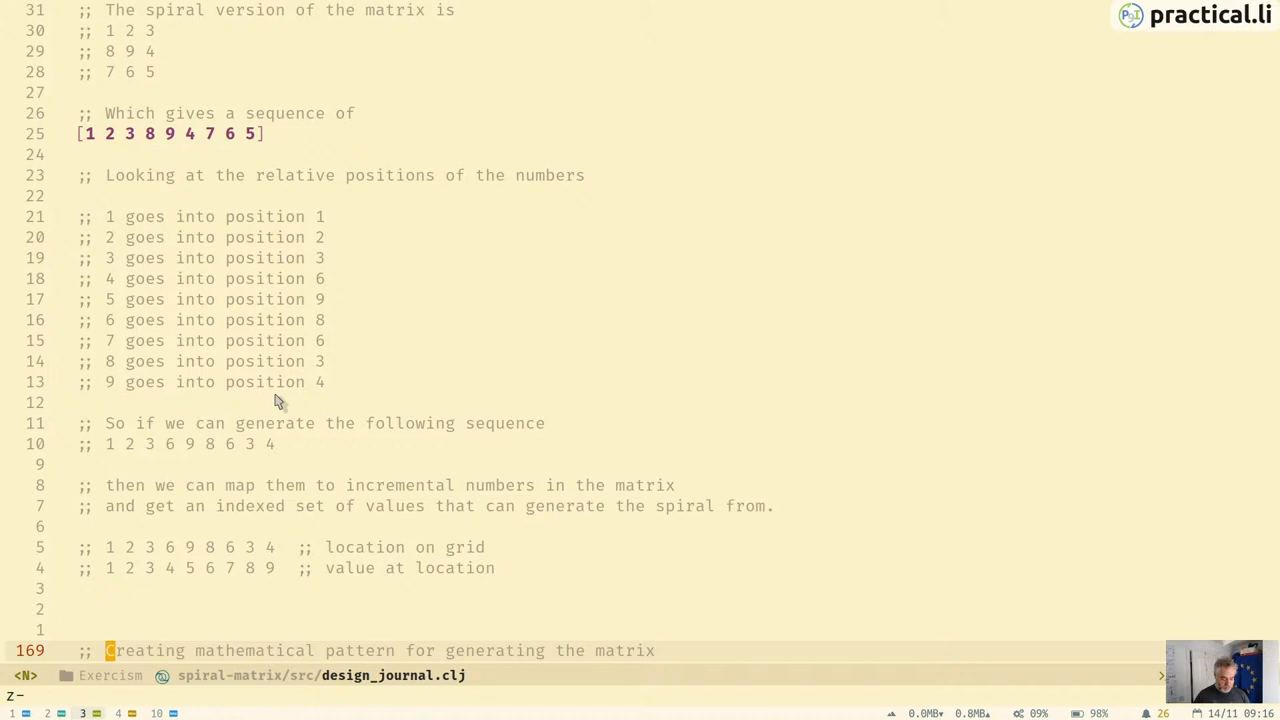 practical.li
31 ;; The spiral version of the matrix is
30 ;; 1 2 3
29 ;; 8 9 4
28 ;; 7 6 5
27
26 ;; Which gives a sequence of
25 [1 2 3 8 9 4 7 6 5]
24
23 ;; Looking at the relative positions of the numbers
22
21 ;; 1 goes into position 1
20 ;; 2 goes into position 2
19 ;; 3 goes into position 3
18 ;; 4 goes into position 6
17 ;; 5 goes into position 9
16 ;; 6 goes into position 8
15 ;; 7 goes into position 6
14 ;; 8 goes into position 3
13 ;; 9 goes into position 4
12
11 ;; So if we can generate the following sequence
10 ;; 1 2 3 6 9 8 6 3 4
9
8 ;; then we can map them to incremental numbers in the matrix
7 ;; and get an indexed set of values that can generate the spiral from.
6
5 ;; 1 2 3 6 9 8 6 3 4 ;; location on grid
4 ;; 1 2 3 4 5 6 7 8 9 ;; value at location
3
2
1
169 ;; Creating mathematical pattern for generating the matrix
<N> Exercism spiral-matrix/src/design_journal.clj
z-
1 2 3 4 10 0.0MB 0.8MB 09% 98% 26 14/11 09:16